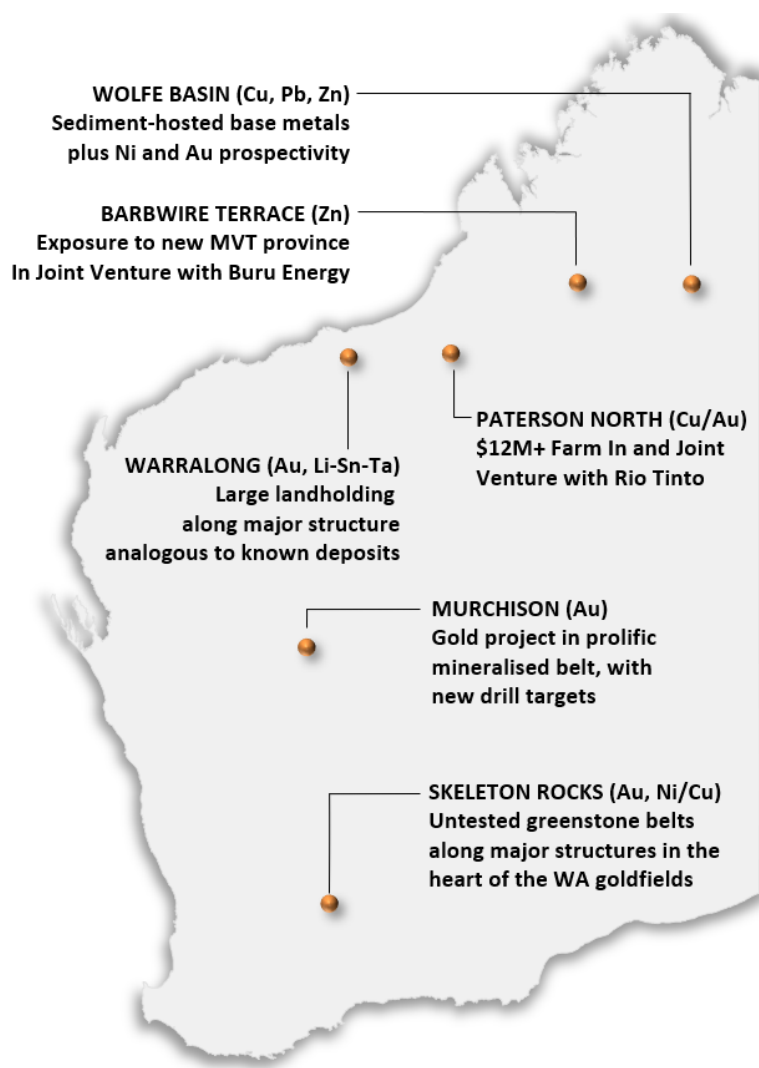 WOLFE BASIN (Cu, Pb, Zn)
Sediment-hosted base metals
plus Ni and Au prospectivity
BARBWIRE TERRACE (Zn)
Exposure to new MVT province
In Joint Venture with Buru Energy
PATERSON NORTH (Cu/Au)
$12M+ Farm In and Joint
Venture with Rio Tinto
WARRALONG (Au, Li-Sn-Ta)
Large landholding
along major structure
analogous to known deposits
MURCHISON (Au)
Gold project in prolific
mineralised belt, with
new drill targets
SKELETON ROCKS (Au, Ni/Cu)
Untested greenstone belts
along major structures in the
heart of the WA goldfields